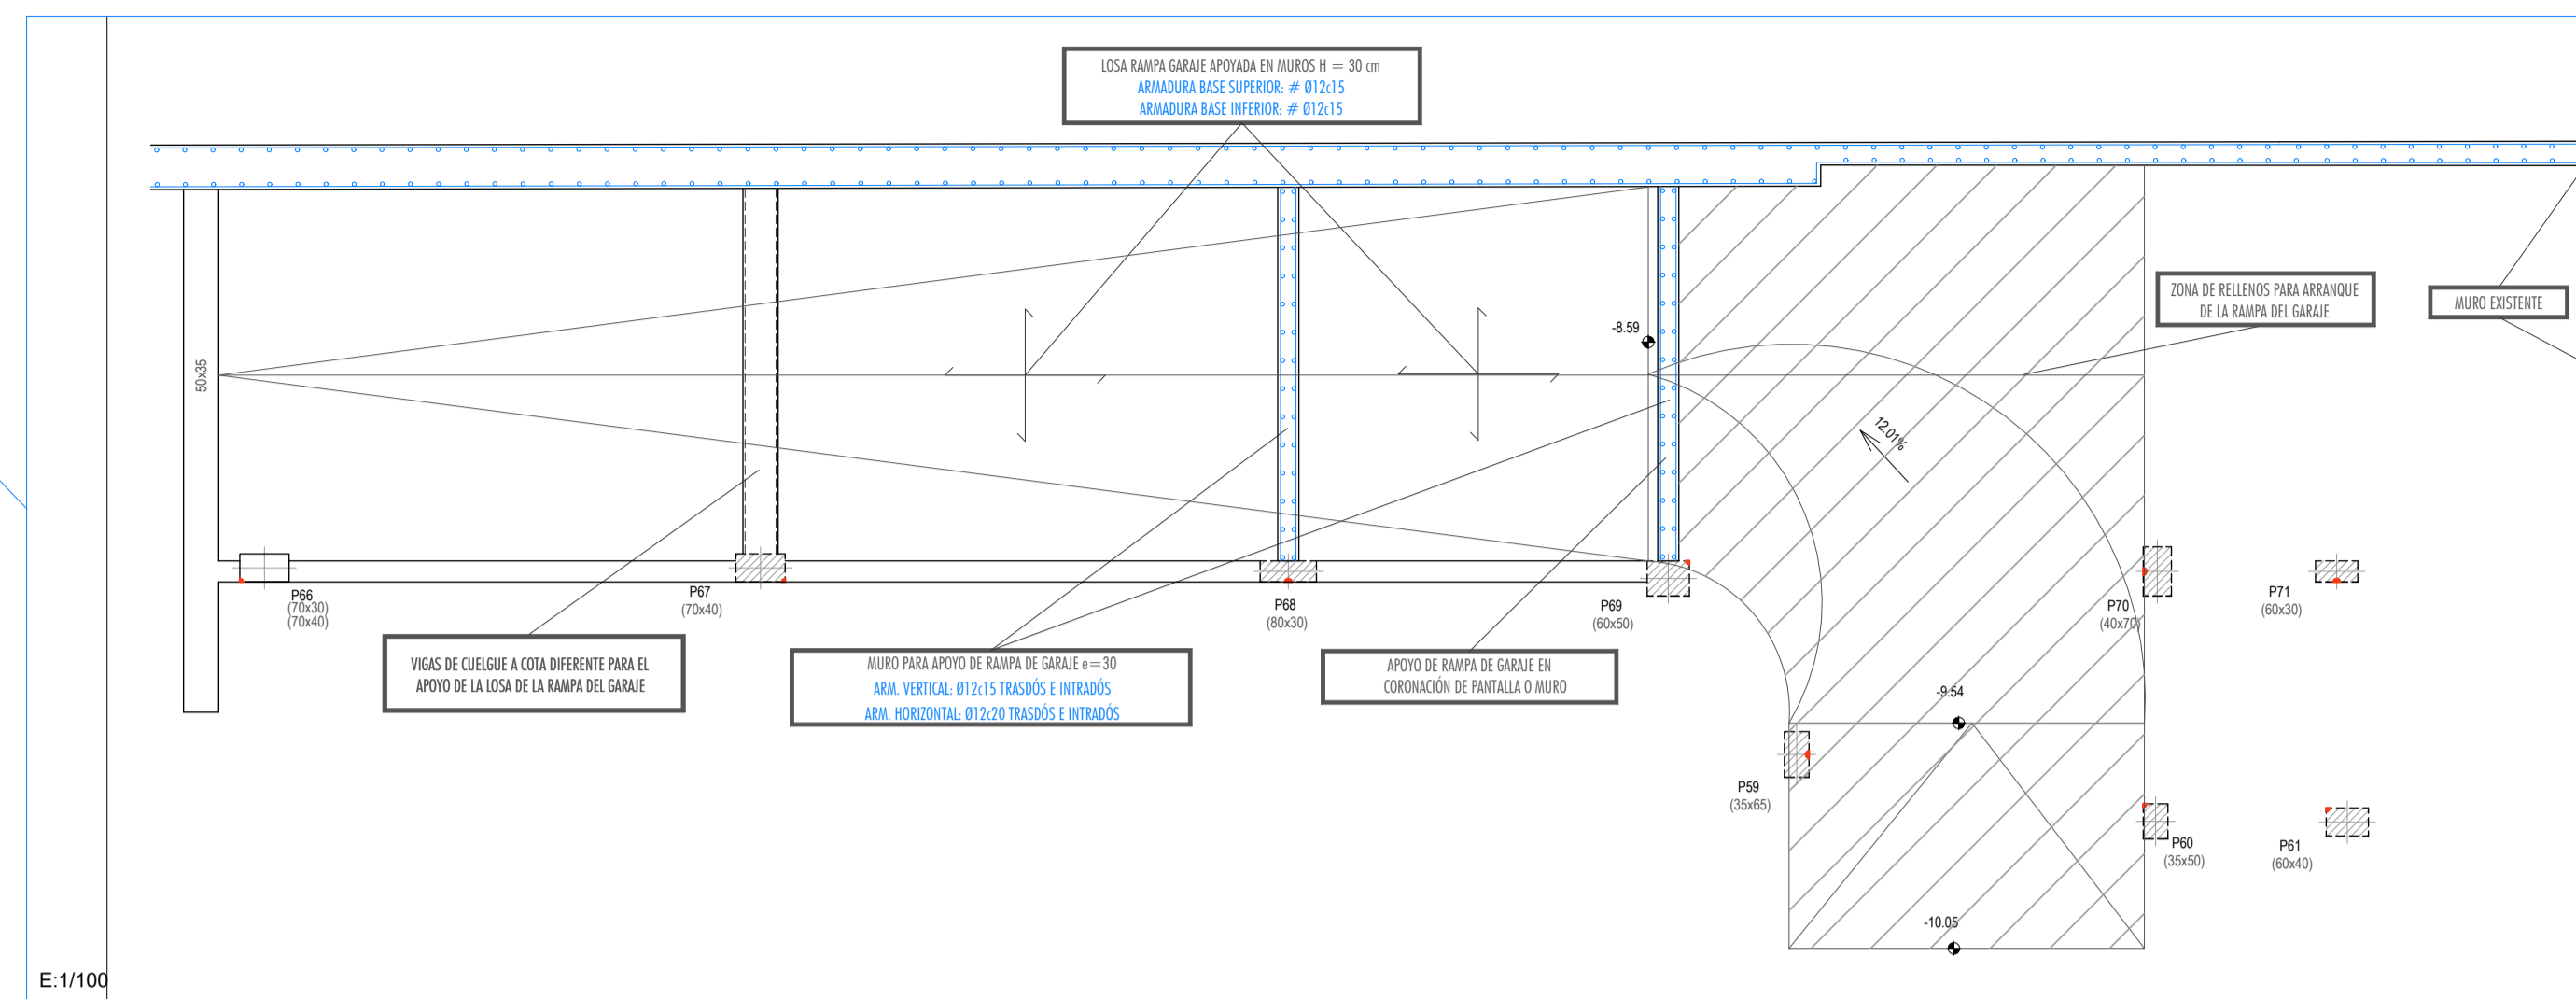 LOSA RAMPA GARAJE APOYADA EN MUROS H = 30 cm
ARMADURA BASE SUPERIOR: # Ø12c15
ARMADURA BASE INFERIOR: # Ø12c15
ZONA DE RELLENOS PARA ARRANQUE
DE LA RAMPA DEL GARAJE
MURO EXISTENTE
-8.59
50x35
12.01%
P66
(70x30)
(70x40)
P67
(70x40)
P68
(80x30)
P69
(60x50)
P70
(40x70)
P71
(60x30)
VIGAS DE CUELGUE A COTA DIFERENTE PARA EL
APOYO DE LA LOSA DE LA RAMPA DEL GARAJE
MURO PARA APOYO DE RAMPA DE GARAJE e=30
ARM. VERTICAL: Ø12c15 TRASDÓS E INTRADÓS
ARM. HORIZONTAL: Ø12c20 TRASDÓS E INTRADÓS
APOYO DE RAMPA DE GARAJE EN
CORONACIÓN DE PANTALLA O MURO
-9.54
P59
(35x65)
P60
(35x50)
P61
(60x40)
-10.05
E:1/100